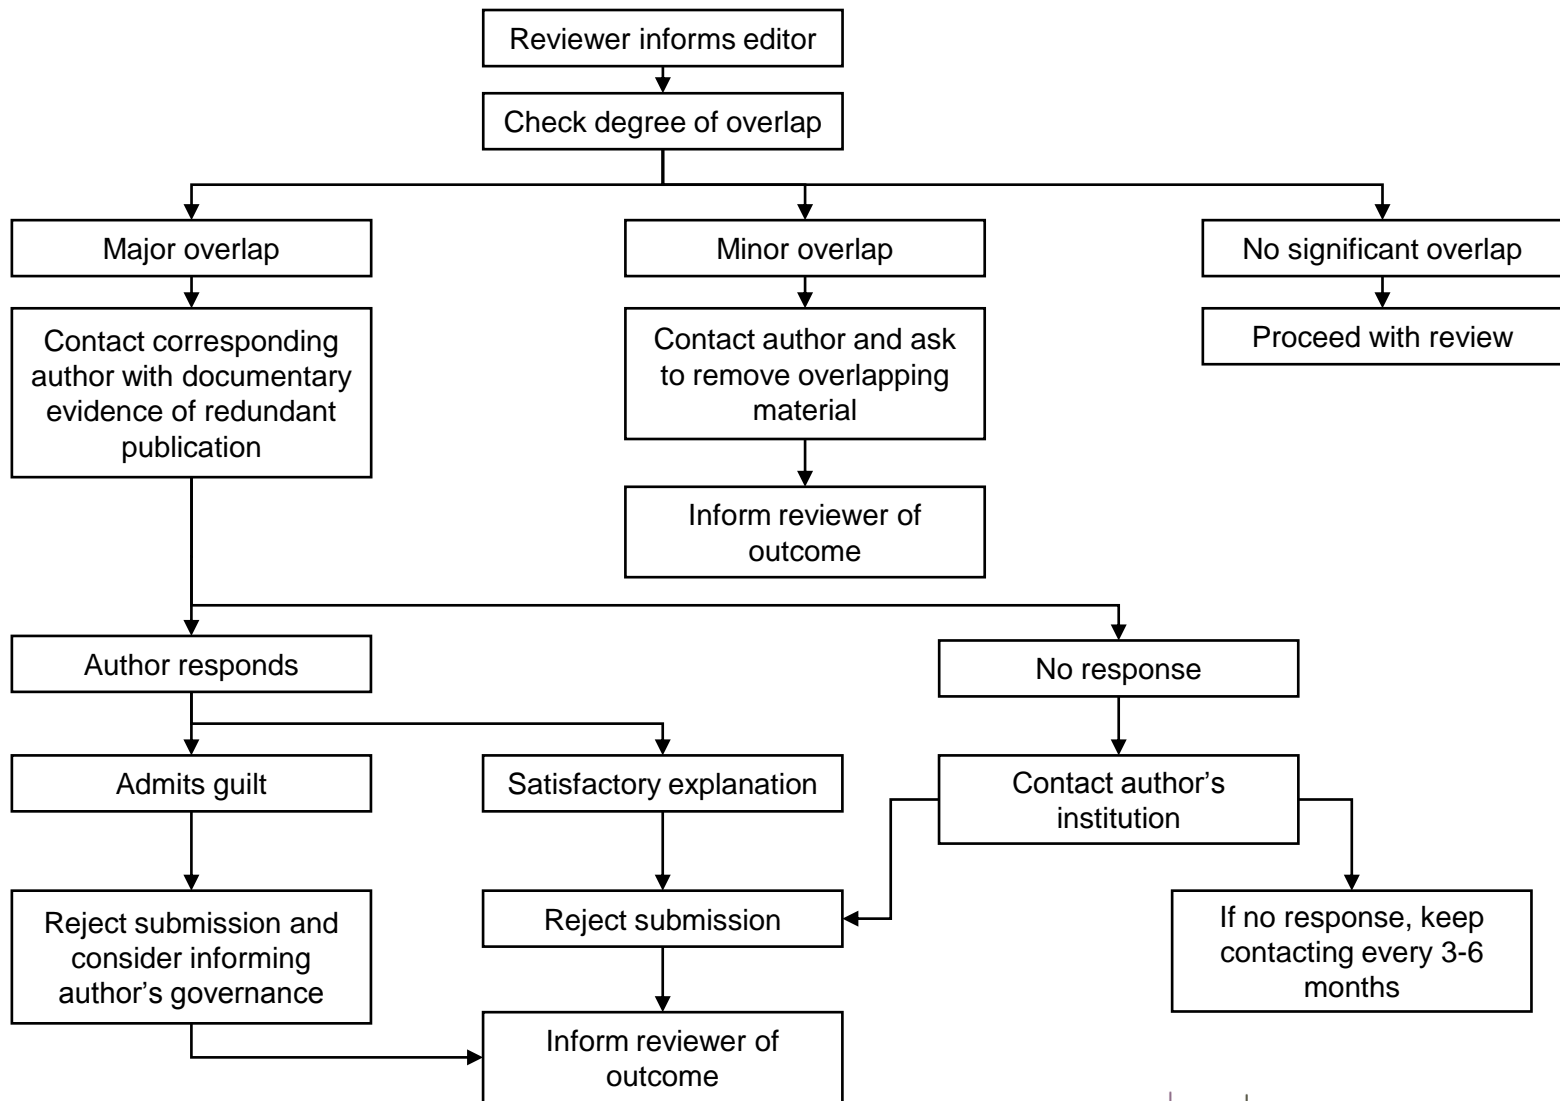 Reviewer informs editor
Check degree of overlap
Major overlap
Minor overlap
No significant overlap
Contact corresponding
author with documentary
evidence of redundant
publication
Contact author and ask
to remove overlapping
material
Proceed with review
Inform reviewer of
outcome
Author responds
No response
Admits guilt
Satisfactory explanation
Contact author’s
institution
Reject submission and
consider informing
author’s governance
Reject submission
If no response, keep
contacting every 3-6
months
Inform reviewer of
outcome